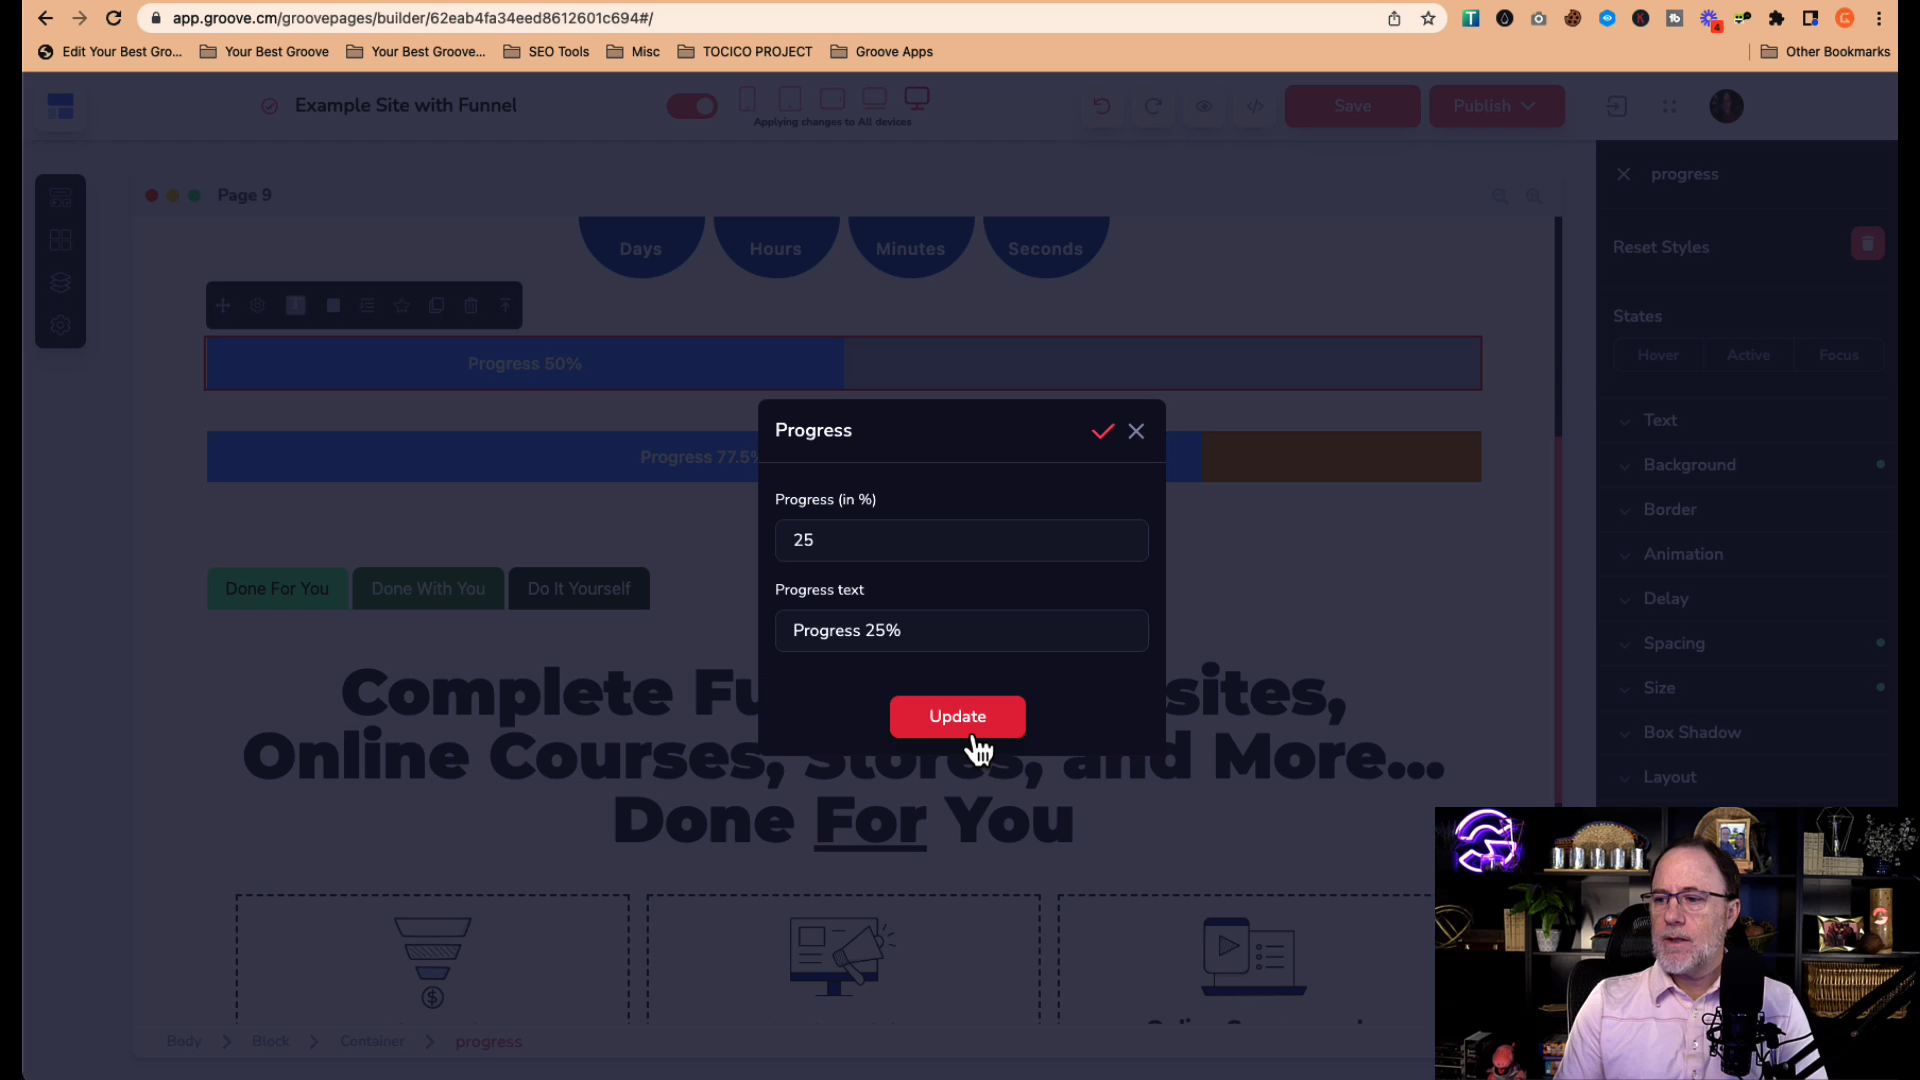 app.groove.cm/groovepages/builder/62eab4fa34eed8612601c694#/
4
Edit Your Best Gro...
Your Best Groove
Your Best Groove...
SEO Tools
Misc
TOCICO PROJECT
Groove Apps
Other Bookmarks
Example Site with Funnel
Applying changes to All devices
Save
Publish
Page 9
progress
Days
Hours
Minutes
Seconds
Reset Styles
States
Hover
Active
Focus
Progress 50%
Progress 77.5%
Progress
Progress (in %)
25
Progress text
Progress 25%
Update
Text
Background
Border
Animation
Delay
Spacing
Size
Box Shadow
Layout
Done For You
Done With You
Do It Yourself
Complete Fu sites,
Online Courses, Stores, and More...
Done For You
Body
Block
Container
progress